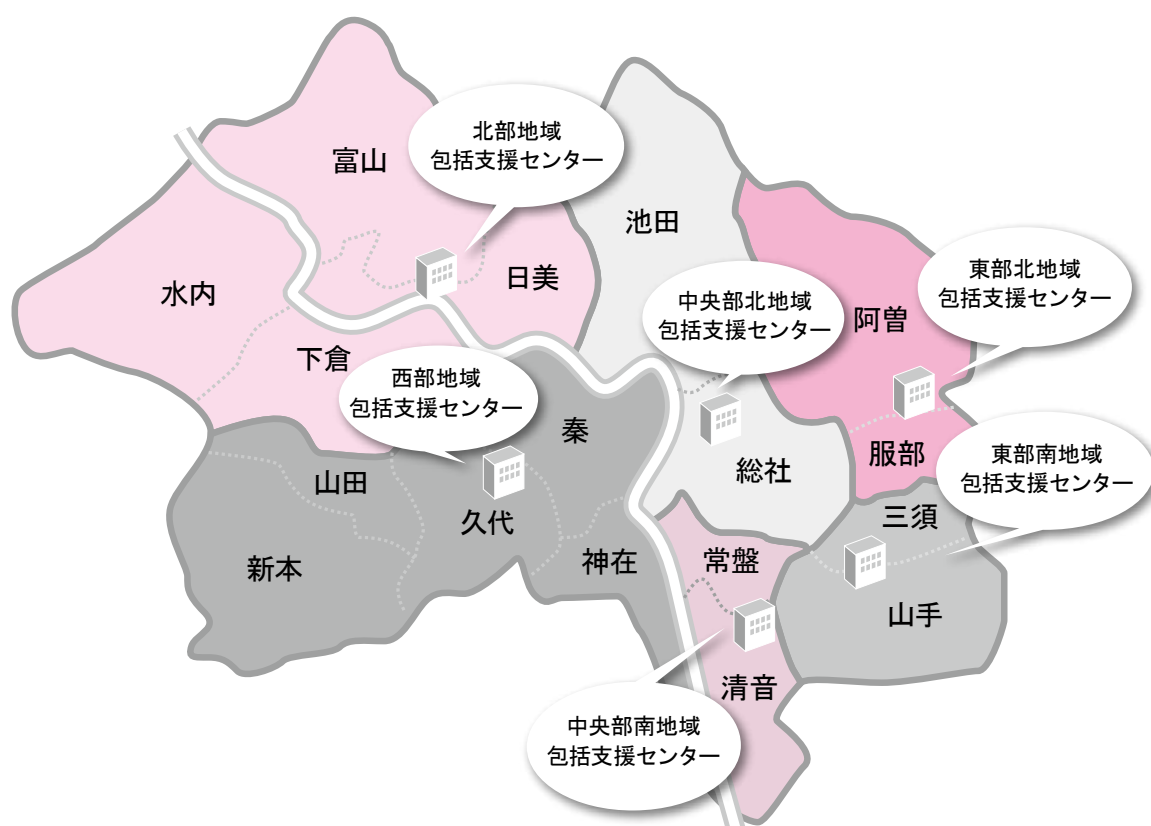 北部地域
包括支援センター
富山
池田
日美
水内
東部北地域
包括支援センター
中央部北地域
包括支援センター
阿曽
下倉
西部地域
包括支援センター
秦
服部
総社
東部南地域
包括支援センター
山田
久代
三須
新本
神在
常盤
山手
清音
中央部南地域
包括支援センター